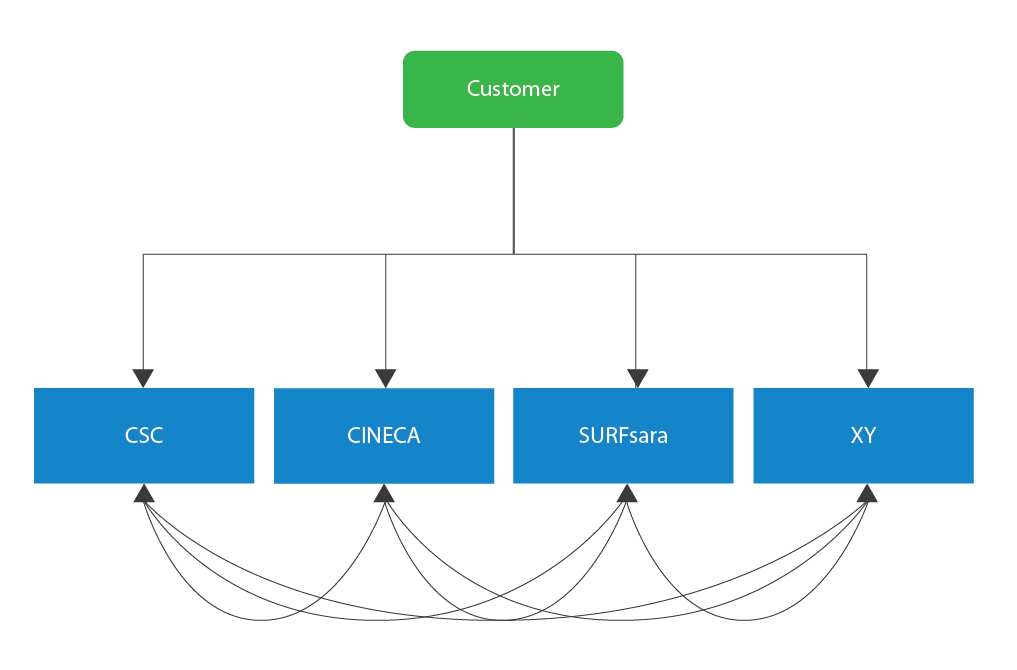 Customer
CSC
CINECA
SURFsara
XY